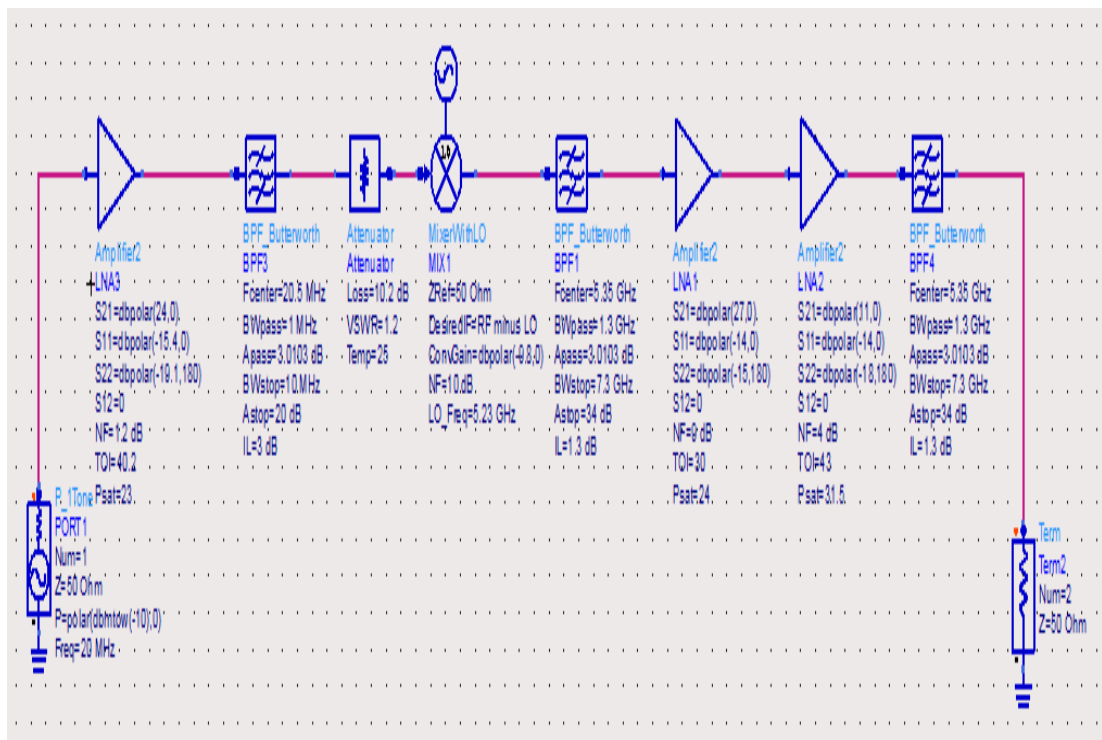 LO
Amplifier2
LNA3
S21=dbpolar(24,0)
S11=dbpolar(-15.4,0)
S22=dbpolar(-19.1,180)
S12=0
NF=1.2 dB
TOI=40.2
Psat=23
BPF_Butterworth
BPF3
Fcenter=20.5 MHz
BWpass=1 MHz
Apass=3.0103 dB
BWstop=10 MHz
Astop=20 dB
IL=3 dB
Attenuator
Attenuator
Loss=10.2 dB
VSWR=1.2
Temp=25
MixerWithLO
MIX1
ZRef=50 Ohm
DesiredIF=RF minus LO
ConvGain=dbpolar(-9.8,0)
NF=10 dB
LO_Freq=5.23 GHz
BPF_Butterworth
BPF1
Fcenter=5.35 GHz
BWpass=1.3 GHz
Apass=3.0103 dB
BWstop=7.3 GHz
Astop=34 dB
IL=1.3 dB
Amplifier2
LNA1
S21=dbpolar(27,0)
S11=dbpolar(-14,0)
S22=dbpolar(-15,180)
S12=0
NF=9 dB
TOI=30
Psat=24
Amplifier2
LNA2
S21=dbpolar(11,0)
S11=dbpolar(-14,0)
S22=dbpolar(-18,180)
S12=0
NF=4 dB
TOI=43
Psat=31.5
BPF_Butterworth
BPF4
Fcenter=5.35 GHz
BWpass=1.3 GHz
Apass=3.0103 dB
BWstop=7.3 GHz
Astop=34 dB
IL=1.3 dB
P_1Tone
PORT1
Num=1
Z=50 Ohm
P=polar(dbmtow(-10),0)
Freq=20 MHz
Term
Term2
Num=2
Z=50 Ohm